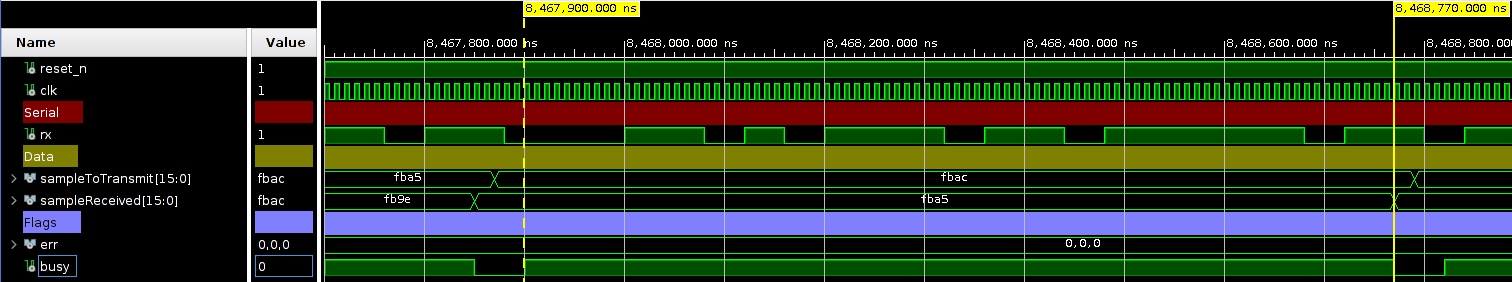 8,467,900.000 ns 8,468,770.000 ns
Name Value 8,467,800.000 ns 8,468,000.000 ns 8,468,200.000 ns 8,468,400.000 ns 8,468,600.000 ns 8,468,800.00
reset_n 1
clk 1
Serial
rx 1
Data
sampleToTransmit[15:0] fbac fba5 fbac
sampleReceived[15:0] fbac fb9e fba5
Flags
err 0,0,0 0,0,0
busy 0